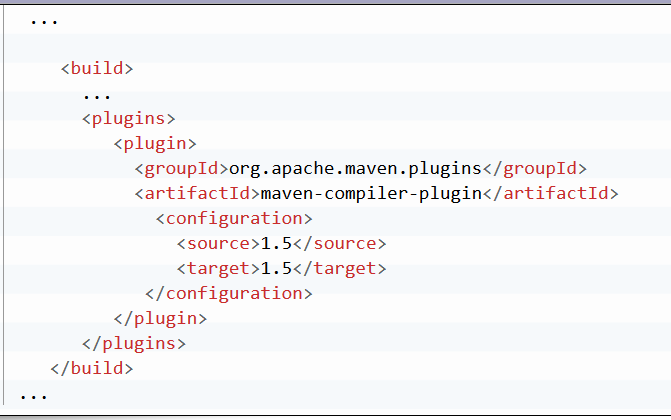 ...
<build>
...
<plugins>
<plugin>
<groupId>org.apache.maven.plugins</groupId>
<artifactId>maven-compiler-plugin</artifactId>
<configuration>
<source>1.5</source>
<target>1.5</target>
</configuration>
</plugin>
</plugins>
</build>
...